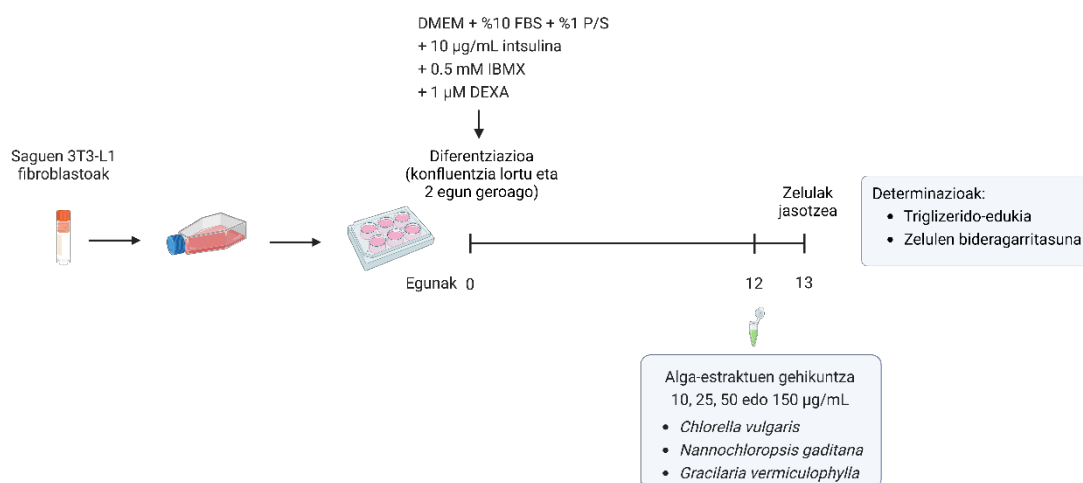 DMEM + %10 FBS + %1 P/S
+ 10 µg/mL intsulina
+ 0.5 mM IBMX
+ 1 µM DEXA
Saguen 3T3-L1
fibroblastoak
Diferentziazioa
(konfluentzia lortu eta
2 egun geroago)
Zelulak
jasotzea
Determinazioak:
• Triglizerido-edukia
• Zelulen bideragarritasuna
Egunak 0
12
13
Alga-estraktuen gehikuntza
10, 25, 50 edo 150 µg/mL
• Chlorella vulgaris
• Nannochloropsis gaditana
• Gracilaria vermiculophylla